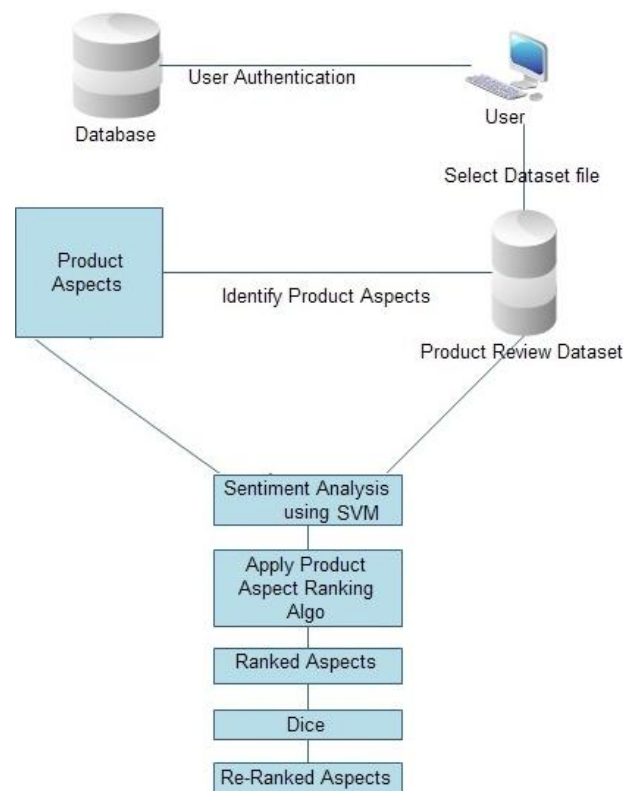 User Authentication
Database
User
Select Dataset file
Product
Aspects
Identify Product Aspects
Product Review Dataset
Sentiment Analysis
using SVM
Apply Product
Aspect Ranking
Algo
Ranked Aspects
Dice
Re-Ranked Aspects